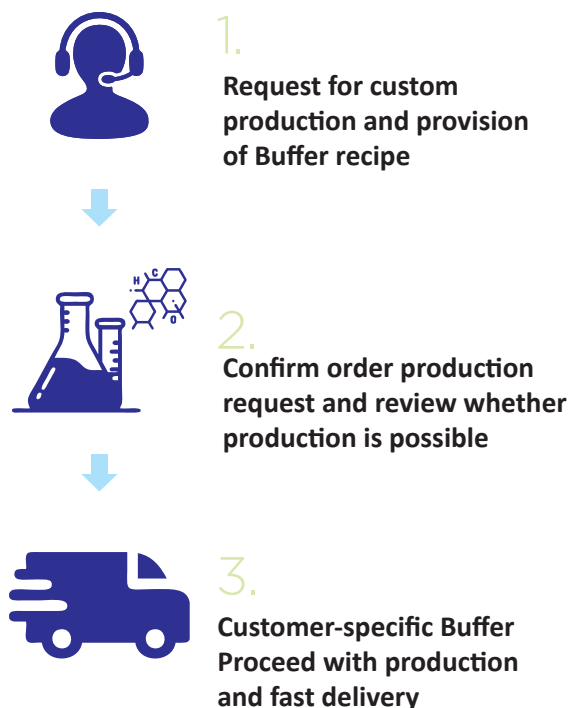 1.
Request for custom
production and provision
of Buffer recipe
H C
O
2.
Confirm order production
request and review whether
production is possible
3.
Customer-specific Buffer
Proceed with production
and fast delivery